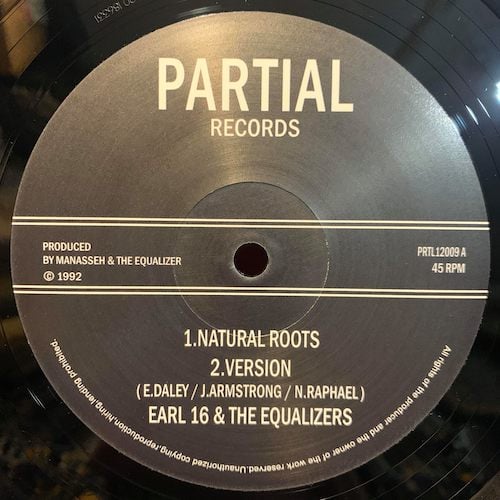 PARTIAL
RECORDS
PRODUCED
BY MANASSEH & THE EQUALIZER
© 1992
PRTL12009 A
45 RPM
1.NATURAL ROOTS
2.VERSION
( E.DALEY / J.ARMSTRONG / N.RAPHAEL )
EARL 16 & THE EQUALIZERS
All rights of the producer and the owner of the work reserved.Unauthorized copying.reproduction.hiring.lending prohibited.